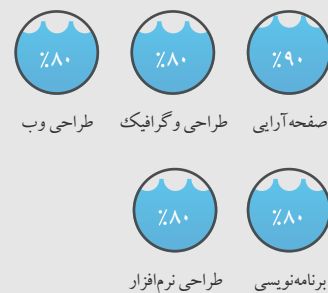 ٪۹۰ ٪۸۰ ٪۸۰
صفحه‌آرایی طراحی و گرافیک طراحی وب
٪۸۰ ٪۸۰
برنامه‌نویسی طراحی نرم‌افزار